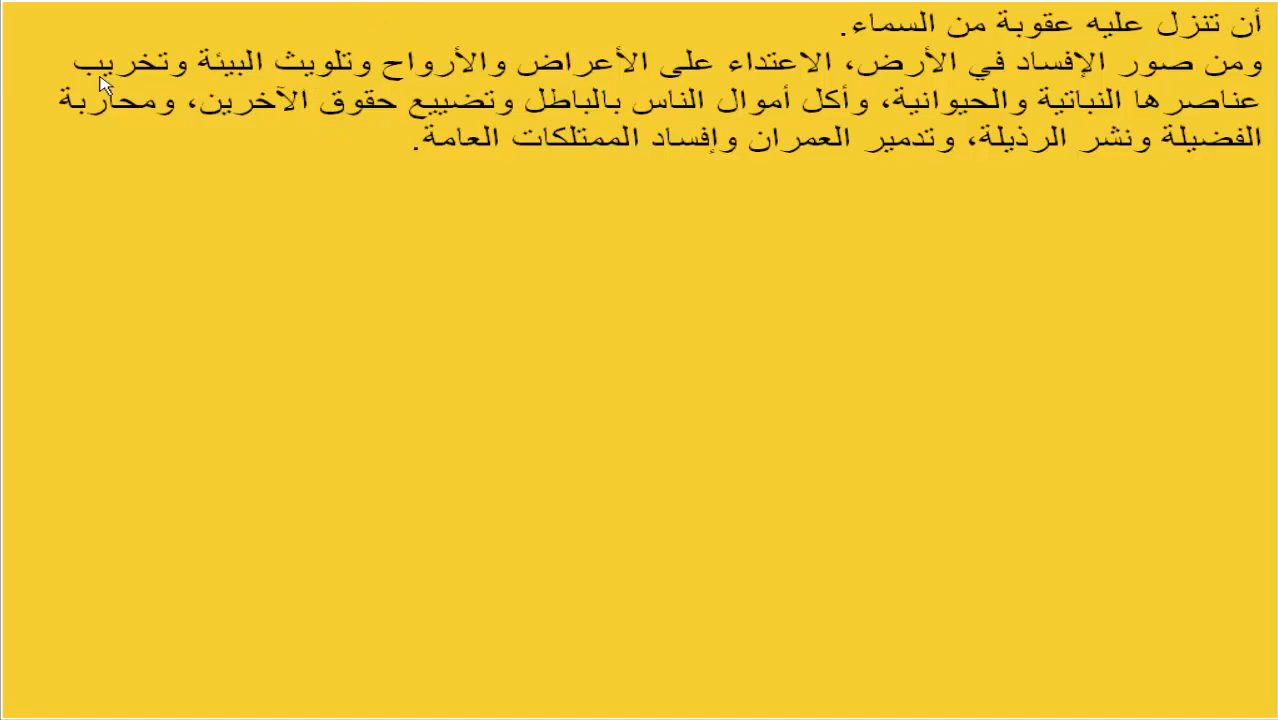 أن تنزل عليه عقوبة من السماء.
ومن صور الإفساد في الأرض، الاعتداء على الأعراض والأرواح وتلويث البيئة وتخريب
عناصرها النباتية والحيوانية، وأكل أموال الناس بالباطل وتضييع حقوق الآخرين، ومحاربة
الفضيلة ونشر الرذيلة، وتدمير العمران وإفساد الممتلكات العامة.